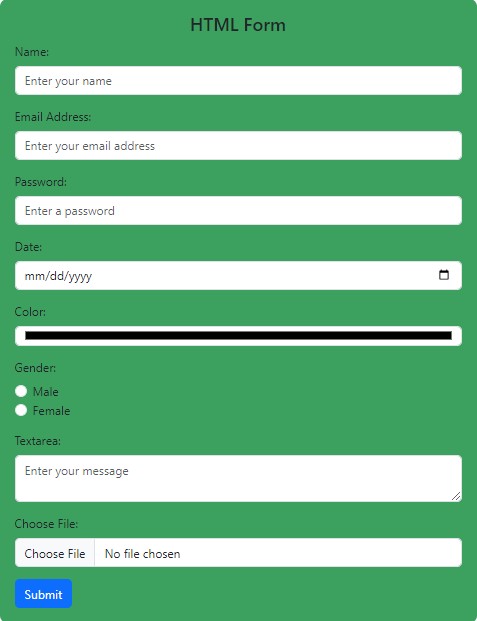 HTML Form
Name:
Enter your name
Email Address:
Enter your email address
Password:
Enter a password
Date:
mm/dd/yyyy
Color:
Gender:
Male
Female
Textarea:
Enter your message
Choose File:
Choose File No file chosen
Submit